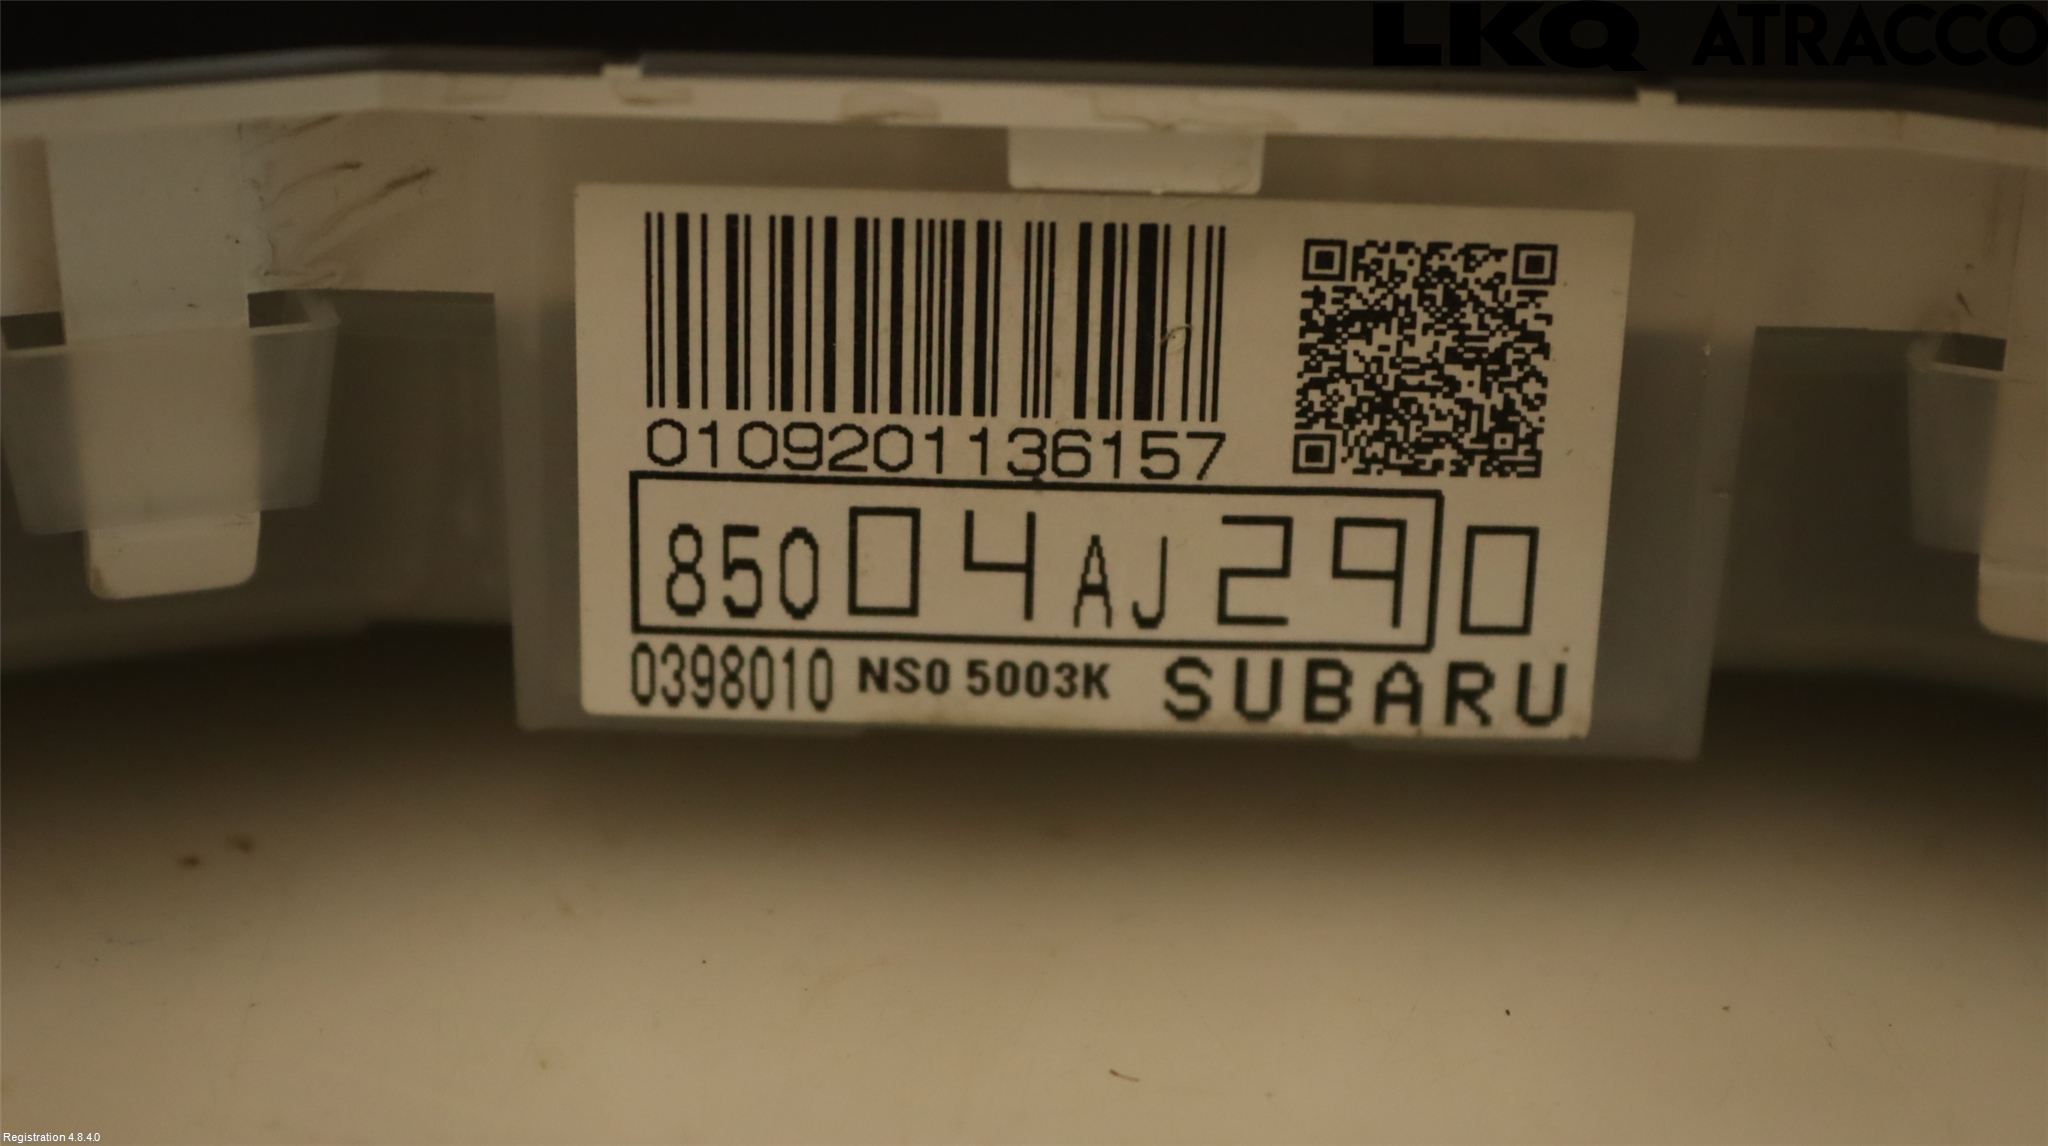 LKQ ATRACCO
0109201136157
85004AJ290
0398010 NS0 5003K SUBARU
Registration 4.8.4.0